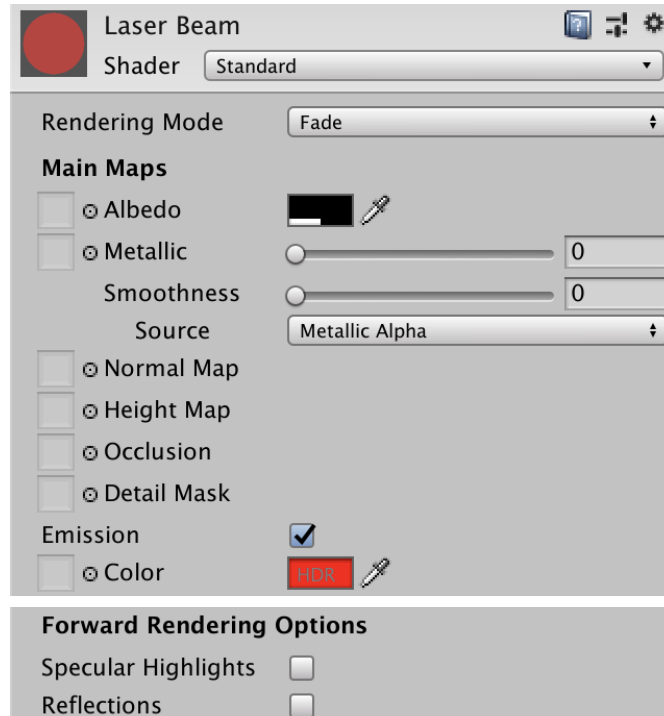 Laser Beam
Shader Standard
Rendering Mode Fade
Main Maps
Albedo
Metallic 0
Smoothness 0
Source Metallic Alpha
Normal Map
Height Map
Occlusion
Detail Mask
Emission
Color HDR
Forward Rendering Options
Specular Highlights
Reflections